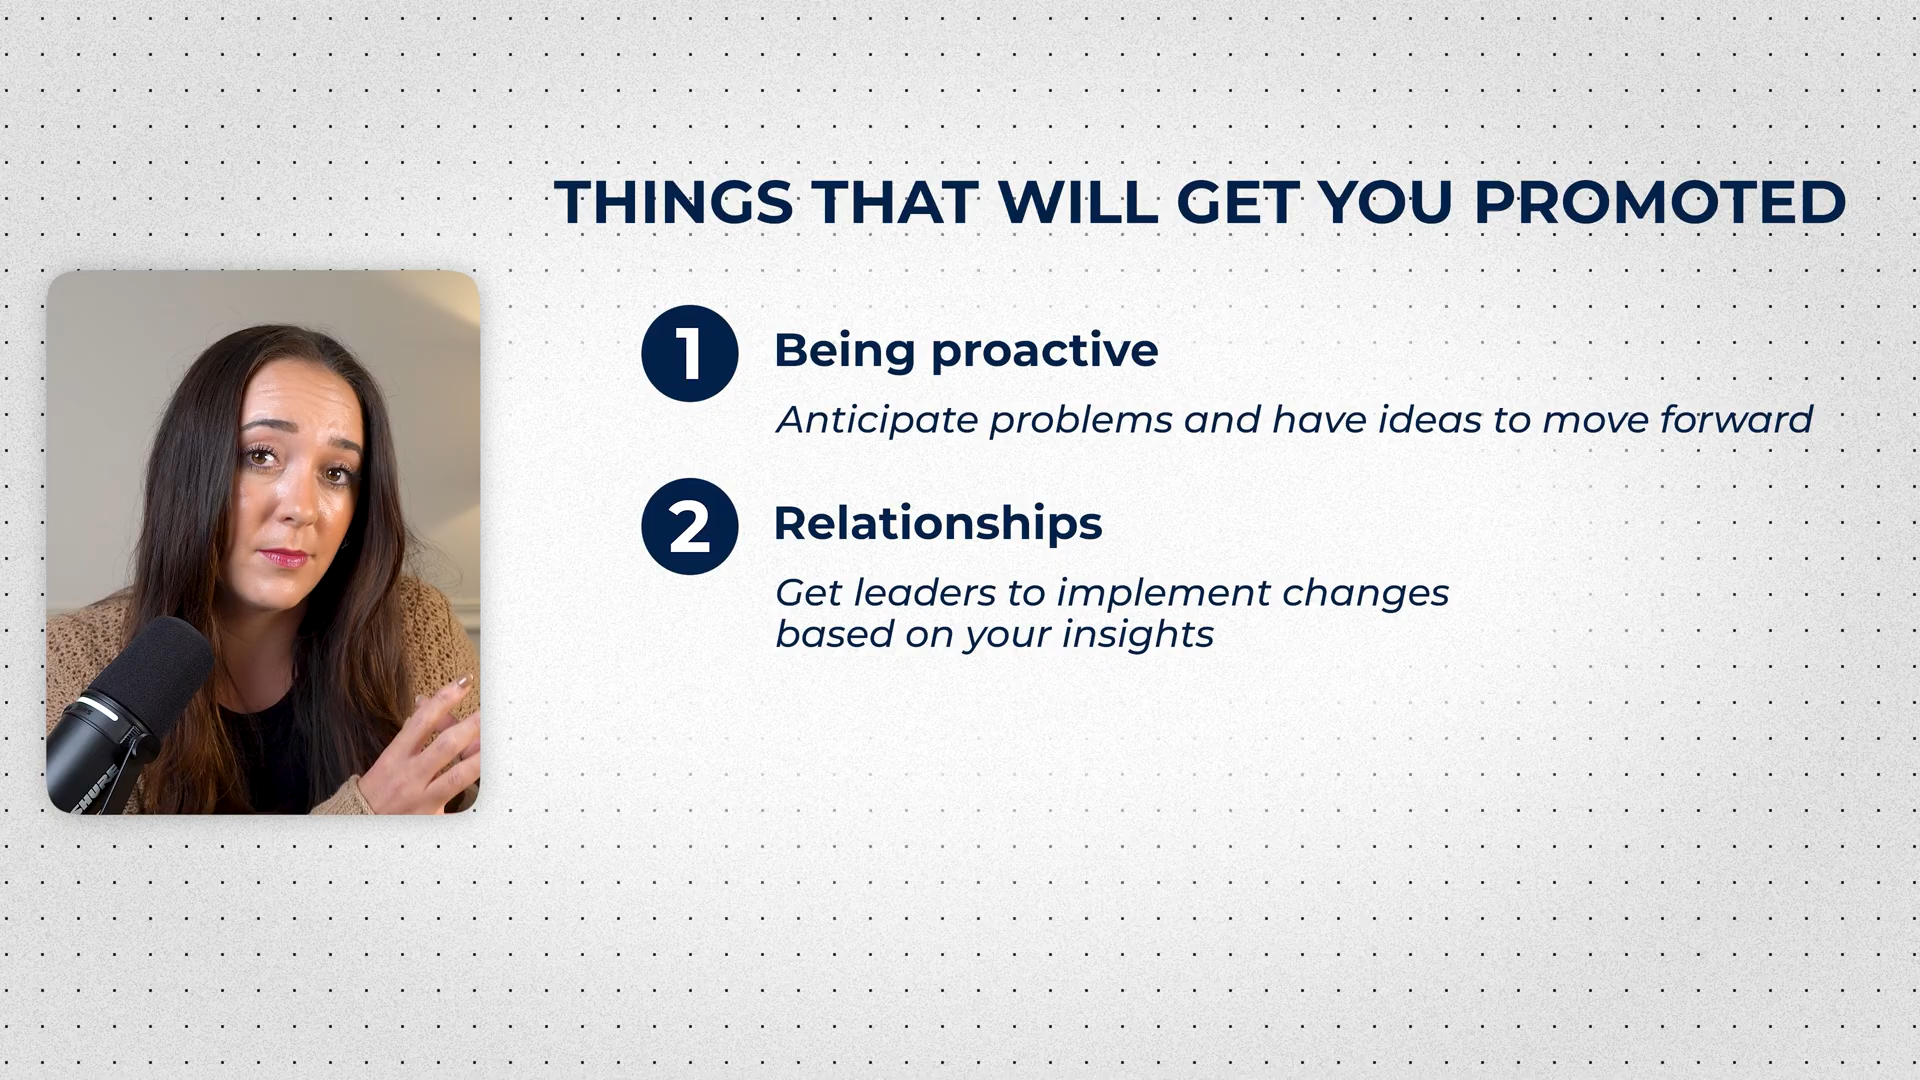 THINGS THAT WILL GET YOU PROMOTED
1 Being proactive
Anticipate problems and have ideas to move forward
2 Relationships
Get leaders to implement changes
based on your insights
SHURE